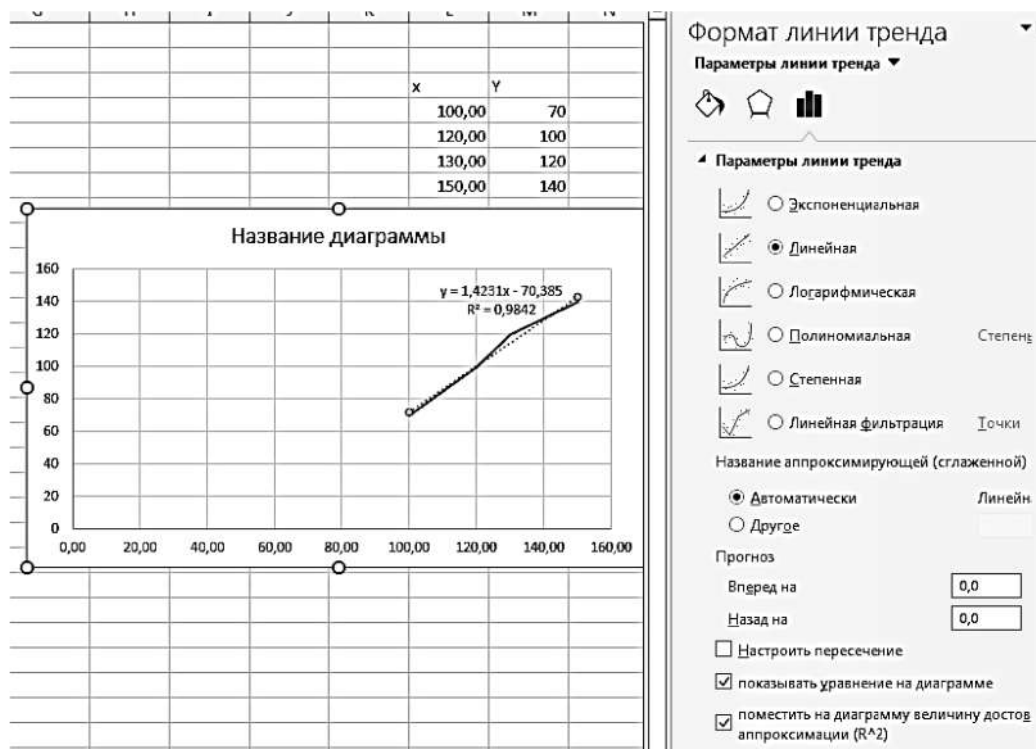 x Y
100,00 70
120,00 100
130,00 120
150,00 140
Название диаграммы
y = 1,4231x - 70,385
R² = 0,9842
160
140
120
100
80
60
40
20
0
0,00 20,00 40,00 60,00 80,00 100,00 120,00 140,00 160,00
Формат линии тренда
Параметры линии тренда
Параметры линии тренда
Экспоненциальная
Линейная
Логарифмическая
Полиномиальная Степень
Степенная
Линейная фильтрация Точки
Название аппроксимирующей (сглаженной)
Автоматически Линейн
Другое
Прогноз
Вперед на 0,0
Назад на 0,0
Настроить пересечение
показывать уравнение на диаграмме
поместить на диаграмму величину достов
аппроксимации (R^2)